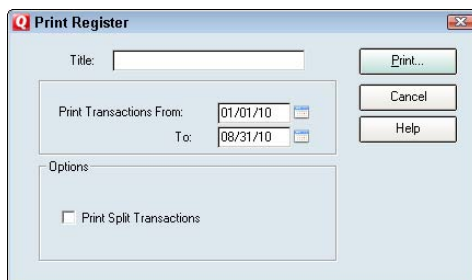 Q Print Register
Title:
Print...
Cancel
Help
Print Transactions From: 01/01/10
To: 08/31/10
Options
Print Split Transactions